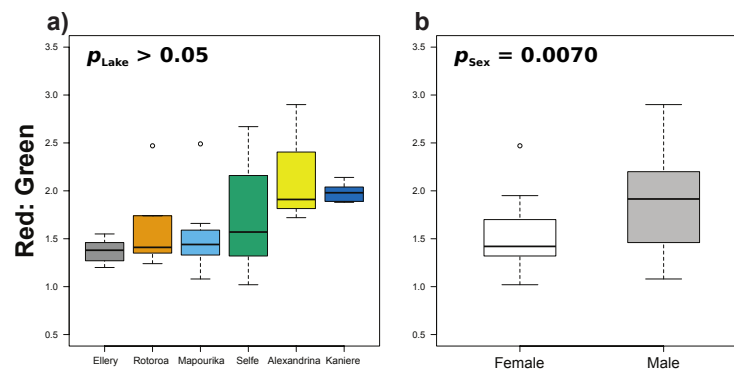 a)
b
p_Lake > 0.05
p_Sex = 0.0070
Red: Green
3.5
3.0
2.5
2.0
1.5
1.0
0.5
Ellery Rotoroa Mapourika Selfe Alexandrina Kaniere
3.5
3.0
2.5
2.0
1.5
1.0
0.5
Female Male